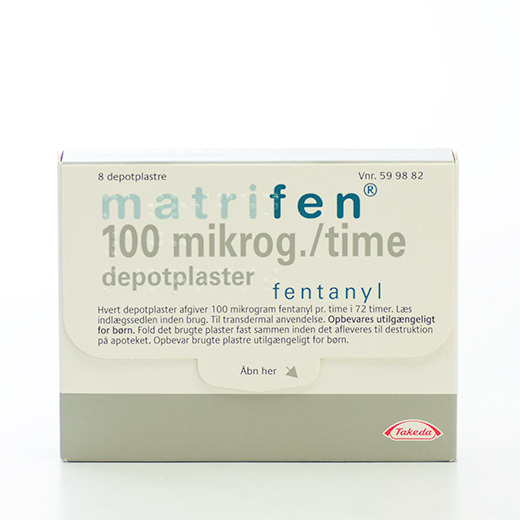 8 depotplastre
Vnr. 59 98 82
matrifen®
100 mikrog./time
depotplaster
fentanyl
Hvert depotplaster afgiver 100 mikrogram fentanyl pr. time i 72 timer. Læs
indlægssedlen inden brug. Til transdermal anvendelse. Opbevares utilgængeligt
for børn. Fold det brugte plaster fast sammen inden det afleveres til destruktion
på apoteket. Opbevar brugte plastre utilgængeligt for børn.
Åbn her
Takeda